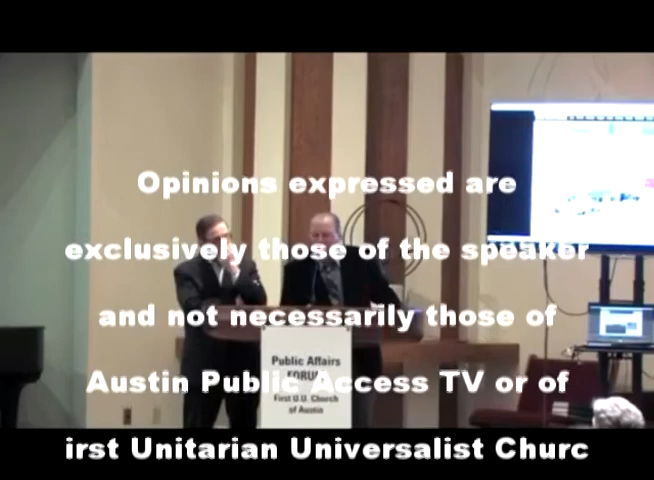 Opinions expressed are
exclusively those of the speaker
and not necessarily those of
Austin Public Access TV or of
irst Unitarian Universalist Churc
Public Affairs
FORUM
First U.U. Church
of Austin